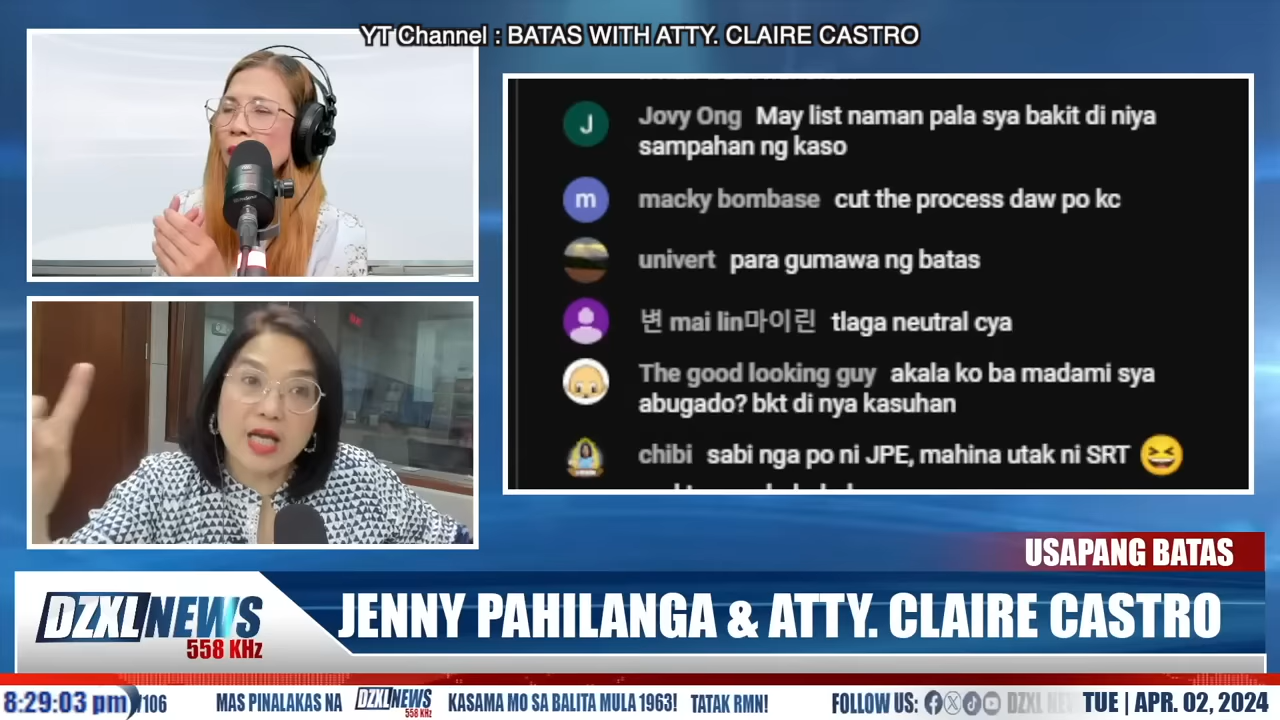 YT Channel : BATAS WITH ATTY. CLAIRE CASTRO
J
Jovy Ong May list naman pala sya bakit di niya
sampahan ng kaso
m
macky bombase cut the process daw po kc
univert para gumawa ng batas
변 mai lin마이린 tlaga neutral cya
The good looking guy akala ko ba madami sya
abugado? bkt di nya kasuhan
chibi sabi nga po ni JPE, mahina utak ni SRT 😆
USAPANG BATAS
DZXL NEWS
558 KHz
JENNY PAHILANGA & ATTY. CLAIRE CASTRO
8:29:03 pm /106 MAS PINALAKAS NA DZXL NEWS 558 KHz KASAMA MO SA BALITA MULA 1963! TATAK RMN! FOLLOW US: DZXL TUE | APR. 02, 2024